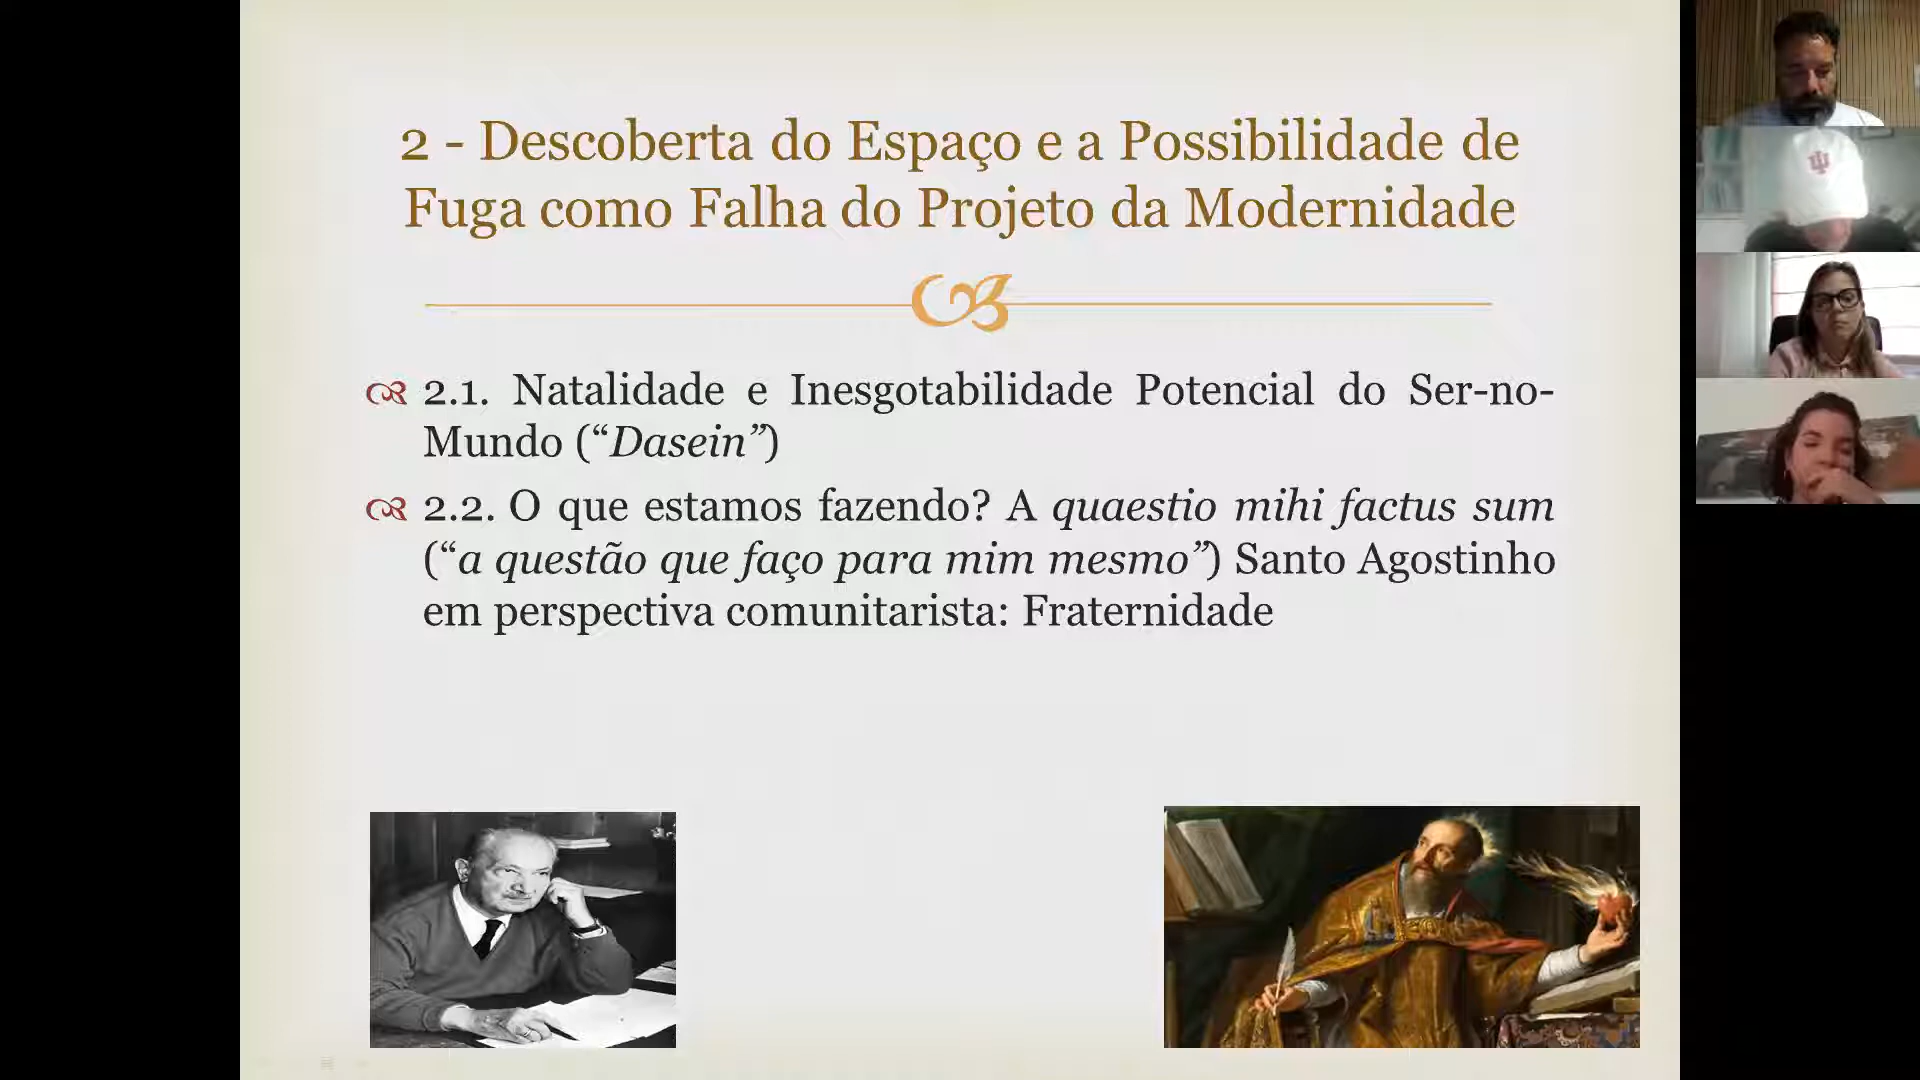 2 - Descoberta do Espaço e a Possibilidade de
Fuga como Falha do Projeto da Modernidade
2.1. Natalidade e Inesgotabilidade Potencial do Ser-no-
Mundo (“Dasein”)
2.2. O que estamos fazendo? A quaestio mihi factus sum
(“a questão que faço para mim mesmo”) Santo Agostinho
em perspectiva comunitarista: Fraternidade